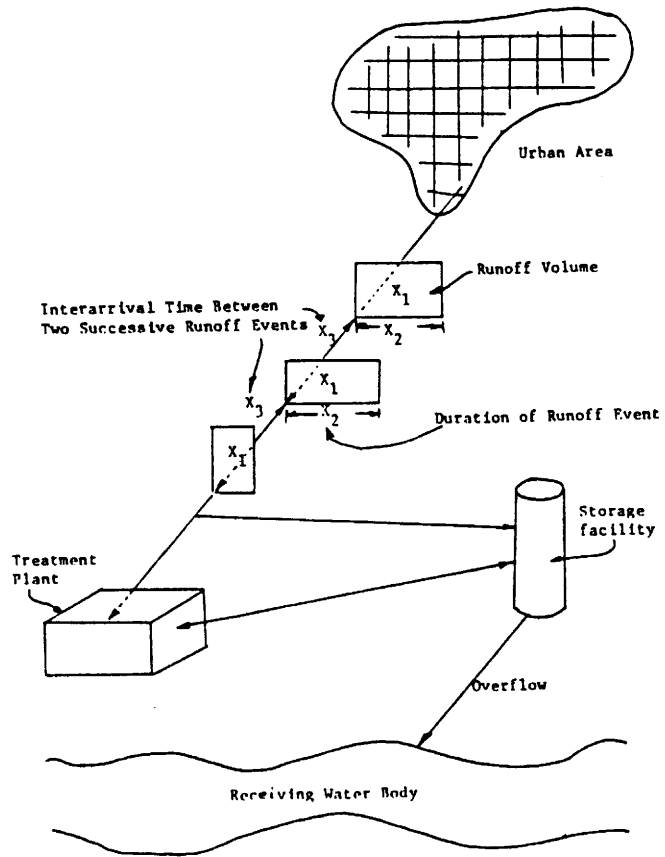 Urban Area
Runoff Volume
X1
X2
Interarrival Time Between
Two Successive Runoff Events
X3
X1
X2
X3
Duration of Runoff Event
X1
Storage
facility
Treatment
Plant
Overflow
Receiving Water Body